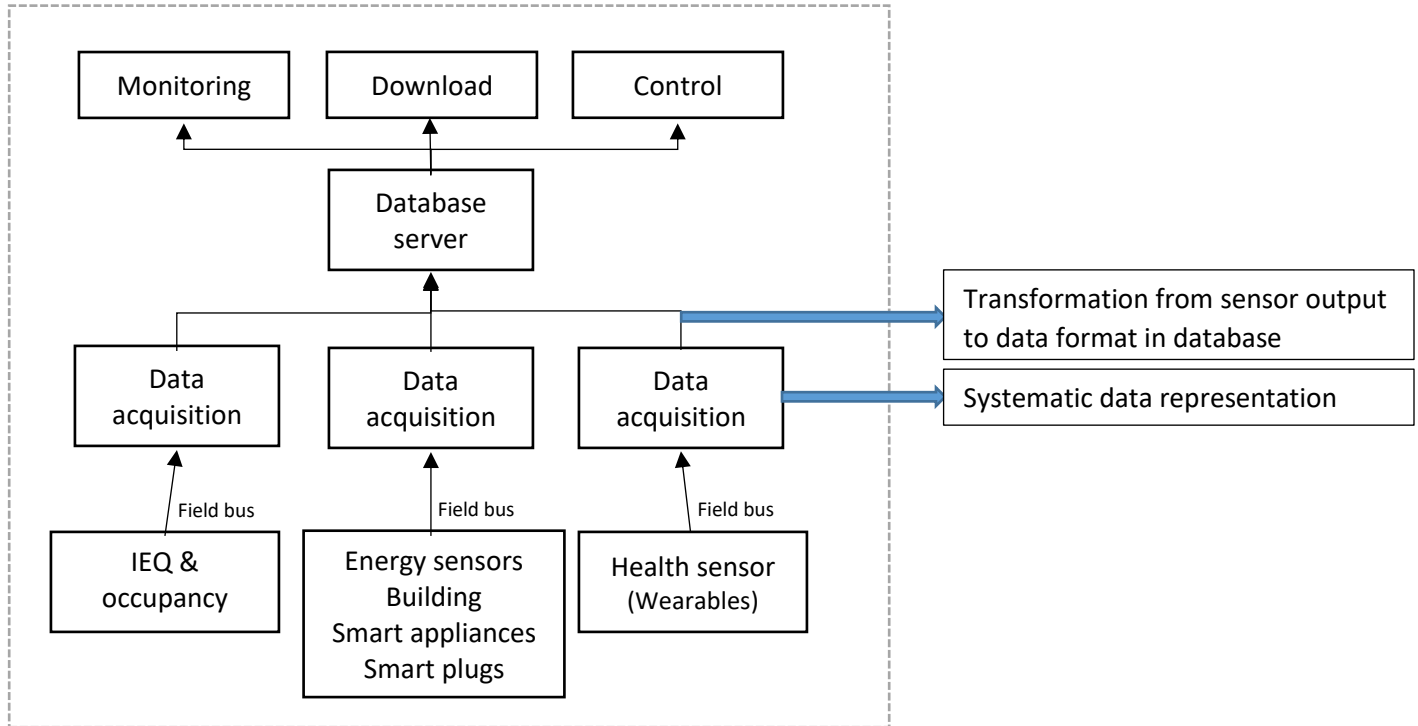 Monitoring
Download
Control
Database
server
Transformation from sensor output
to data format in database
Data
acquisition
Data
acquisition
Data
acquisition
Systematic data representation
Field bus
Field bus
Field bus
IEQ &
occupancy
Energy sensors
Building
Smart appliances
Smart plugs
Health sensor
(Wearables)